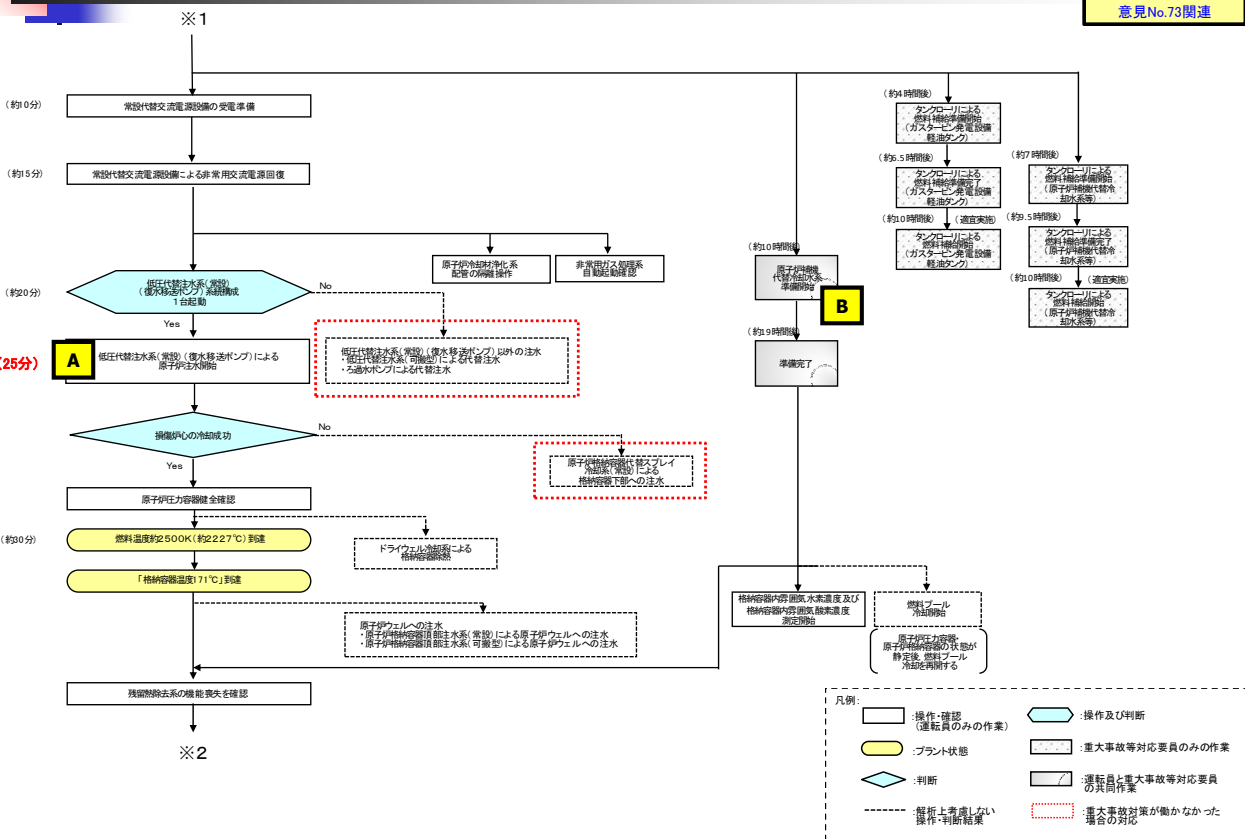 意見No.73関連
※1
(約10分)
常設代替交流電源設備の受電準備
(約15分)
常設代替交流電源設備による非常用交流電源回復
原子炉冷却材浄化系
配管の隔離操作
非常用ガス処理系
自動起動確認
(約20分)
低圧代替注水系(常設)
(復水移送ポンプ)系統構成
1台起動
No
Yes
(25分)
A
低圧代替注水系(常設)(復水移送ポンプ)による
原子炉注水開始
低圧代替注水系(常設)(復水移送ポンプ)以外の注水
・低圧代替注水系(可搬型)による代替注水
・ろ過水ポンプによる代替注水
損傷炉心の冷却成功
No
Yes
原子炉格納容器代替スプレイ
冷却系(常設)による
格納容器下部への注水
原子炉圧力容器健全確認
(約30分)
燃料温度約2500K(約2227℃)到達
ドライウェル冷却系による
格納容器除熱
「格納容器温度171℃」到達
原子炉ウェルへの注水
・原子炉格納容器頂部注水系(常設)による原子炉ウェルへの注水
・原子炉格納容器頂部注水系(可搬型)による原子炉ウェルへの注水
残留熱除去系の機能喪失を確認
※2
(約10時間後)
原子炉補機
代替冷却水系
準備開始
B
(約19時間後)
準備完了
格納容器内雰囲気水素濃度及び
格納容器内雰囲気酸素濃度
測定開始
燃料プール
冷却開始
原子炉圧力容器・
原子炉格納容器の状態が
静定後、燃料プール
冷却を再開する
(約4時間後)
タンクローリによる
燃料補給準備開始
(ガスタービン発電設備
軽油タンク)
(約6.5時間後)
タンクローリによる
燃料補給準備完了
(ガスタービン発電設備
軽油タンク)
(約10時間後)
(適宜実施)
タンクローリによる
燃料補給開始
(ガスタービン発電設備
軽油タンク)
(約7時間後)
タンクローリによる
燃料補給準備開始
(原子炉補機代替冷
却水系等)
(約9.5時間後)
タンクローリによる
燃料補給準備完了
(原子炉補機代替冷
却水系等)
(約10時間後)
(適宜実施)
タンクローリによる
燃料補給開始
(原子炉補機代替冷
却水系等)
凡例:
:操作・確認
(運転員のみの作業)
:操作及び判断
:プラント状態
:重大事故等対応要員のみの作業
:判断
:運転員と重大事故等対応要員
の共同作業
:解析上考慮しない
操作・判断結果
:重大事故対策が働かなかった
場合の対応